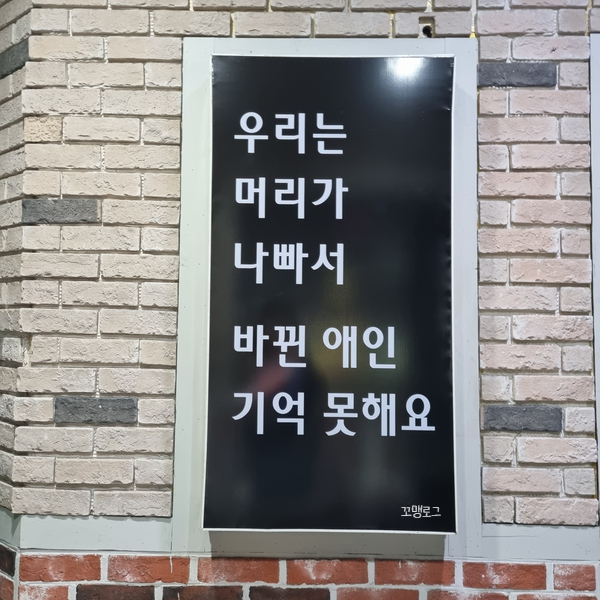 우리는
머리가
나빠서
바뀐 애인
기억 못해요
꼬맹로그